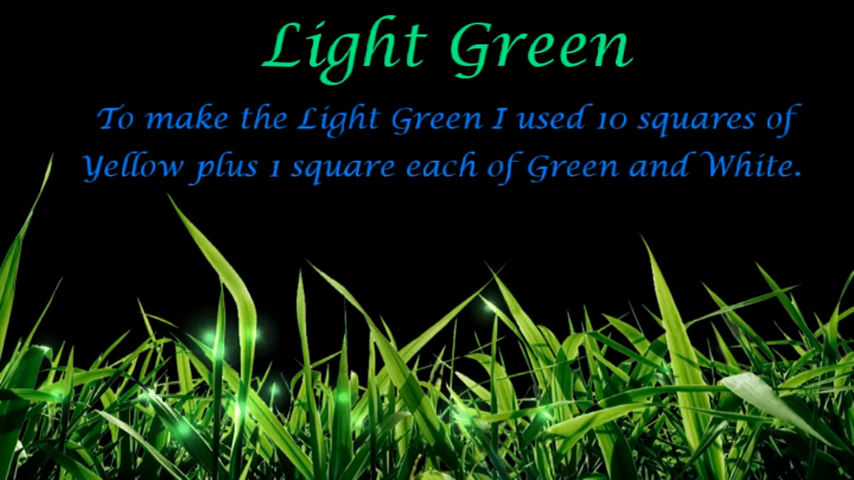 Light Green
To make the Light Green I used 10 squares of
Yellow plus 1 square each of Green and White.